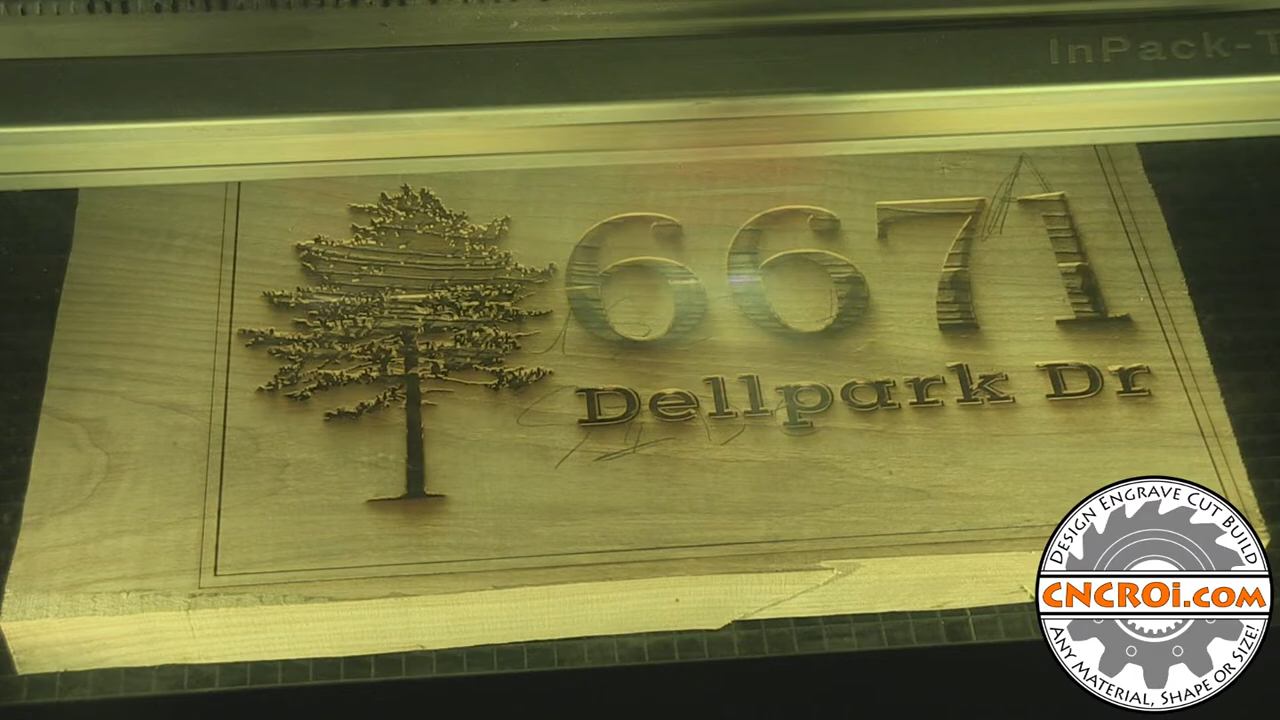 InPack-T
6671
Dellpark Dr
DESIGN ENGRAVE CUT BUILD
CNCROi.com
ANY MATERIAL, SHAPE OR SIZE!